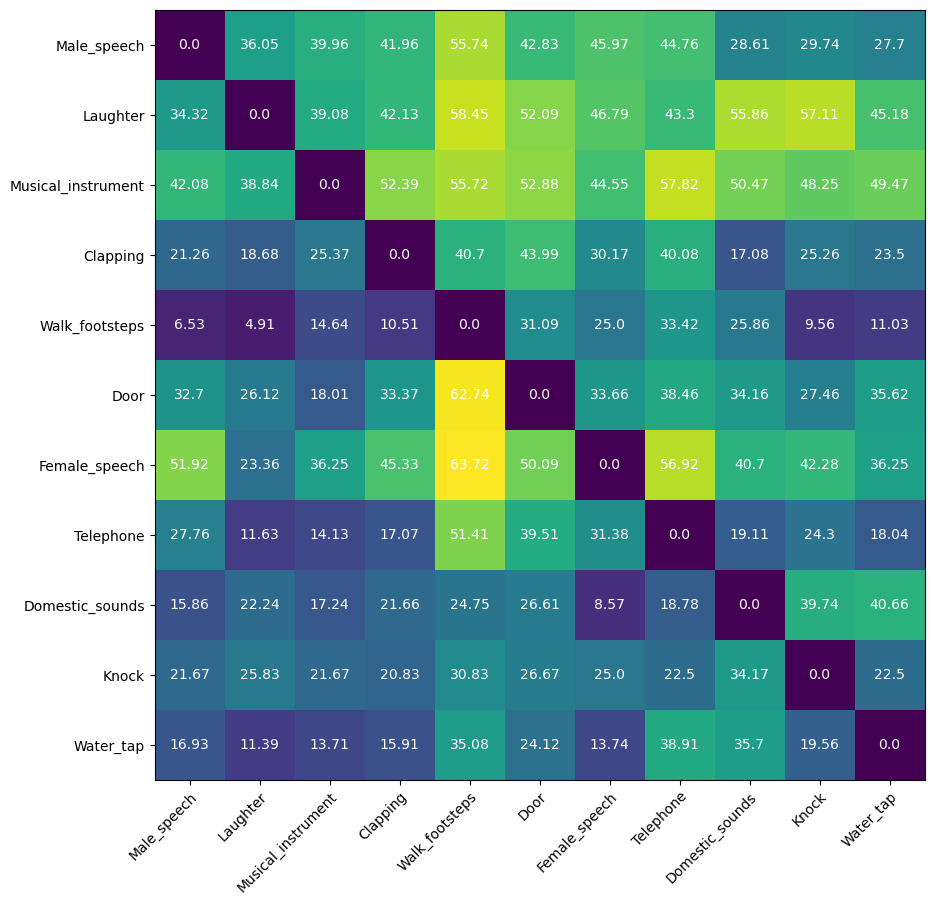 Male_speech 0.0 36.05 39.96 41.96 55.74 42.83 45.97 44.76 28.61 29.74 27.7
Laughter 34.32 0.0 39.08 42.13 58.45 52.09 46.79 43.3 55.86 57.11 45.18
Musical_instrument 42.08 38.84 0.0 52.39 55.72 52.88 44.55 57.82 50.47 48.25 49.47
Clapping 21.26 18.68 25.37 0.0 40.7 43.99 30.17 40.08 17.08 25.26 23.5
Walk_footsteps 6.53 4.91 14.64 10.51 0.0 31.09 25.0 33.42 25.86 9.56 11.03
Door 32.7 26.12 18.01 33.37 62.74 0.0 33.66 38.46 34.16 27.46 35.62
Female_speech 51.92 23.36 36.25 45.33 63.72 50.09 0.0 56.92 40.7 42.28 36.25
Telephone 27.76 11.63 14.13 17.07 51.41 39.51 31.38 0.0 19.11 24.3 18.04
Domestic_sounds 15.86 22.24 17.24 21.66 24.75 26.61 8.57 18.78 0.0 39.74 40.66
Knock 21.67 25.83 21.67 20.83 30.83 26.67 25.0 22.5 34.17 0.0 22.5
Water_tap 16.93 11.39 13.71 15.91 35.08 24.12 13.74 38.91 35.7 19.56 0.0
Male_speech Laughter Musical_instrument Clapping Walk_footsteps Door Female_speech Telephone Domestic_sounds Knock Water_tap